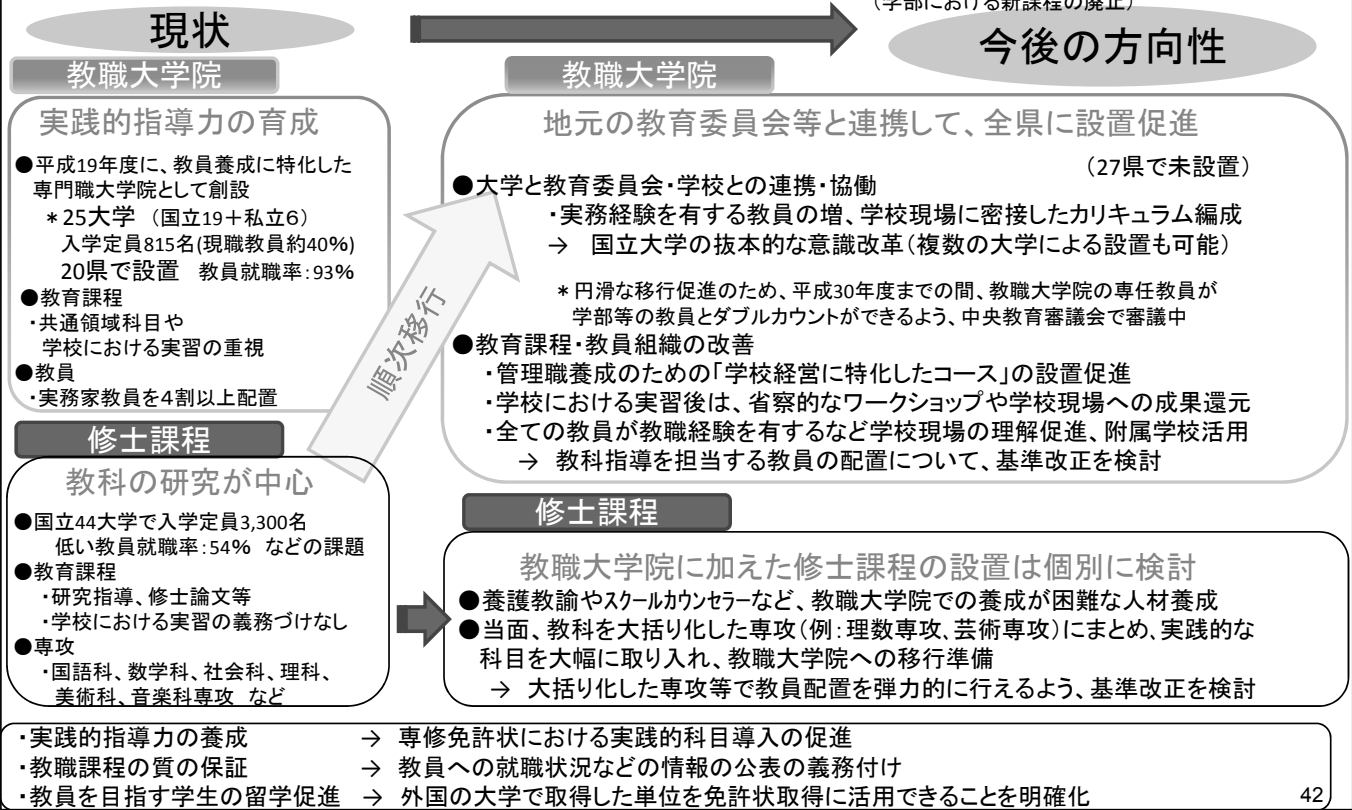 （学部における新課程の廃止）
現状
今後の方向性
教職大学院
実践的指導力の育成
●平成19年度に、教員養成に特化した
専門職大学院として創設
＊25大学　（国立19＋私立６）
入学定員815名(現職教員約40%)
20県で設置　教員就職率：93%
●教育課程
・共通領域科目や
学校における実習の重視
●教員
・実務家教員を４割以上配置
修士課程
教科の研究が中心
●国立44大学で入学定員3,300名
低い教員就職率：54%　などの課題
●教育課程
・研究指導、修士論文等
・学校における実習の義務づけなし
●専攻
・国語科、数学科、社会科、理科、
美術科、音楽科専攻　など
順次移行
教職大学院
地元の教育委員会等と連携して、全県に設置促進
（27県で未設置）
●大学と教育委員会・学校との連携・協働
・実務経験を有する教員の増、学校現場に密接したカリキュラム編成
→　国立大学の抜本的な意識改革（複数の大学による設置も可能）
＊円滑な移行促進のため、平成30年度までの間、教職大学院の専任教員が
学部等の教員とダブルカウントができるよう、中央教育審議会で審議中
●教育課程・教員組織の改善
・管理職養成のための「学校経営に特化したコース」の設置促進
・学校における実習後は、省察的なワークショップや学校現場への成果還元
・全ての教員が教職経験を有するなど学校現場の理解促進、附属学校活用
→　教科指導を担当する教員の配置について、基準改正を検討
修士課程
教職大学院に加えた修士課程の設置は個別に検討
●養護教諭やｽｸｰﾙｶｳﾝｾﾗｰなど、教職大学院での養成が困難な人材養成
●当面、教科を大括り化した専攻（例：理数専攻、芸術専攻）にまとめ、実践的な
科目を大幅に取り入れ、教職大学院への移行準備
→　大括り化した専攻等で教員配置を弾力的に行えるよう、基準改正を検討
・実践的指導力の養成　→　専修免許状における実践的科目導入の促進
・教職課程の質の保証　→　教員への就職状況などの情報の公表の義務付け
・教員を目指す学生の留学促進　→　外国の大学で取得した単位を免許状取得に活用できることを明確化
42